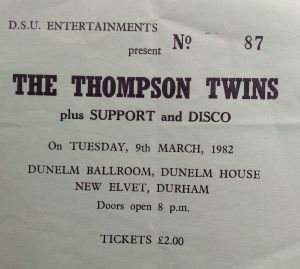 D.S.U. ENTERTAINMENTS
present No 87
THE THOMPSON TWINS
plus SUPPORT and DISCO
On TUESDAY, 9th MARCH, 1982
DUNELM BALLROOM, DUNELM HOUSE
NEW ELVET, DURHAM
Doors open 8 p.m.
TICKETS £2.00